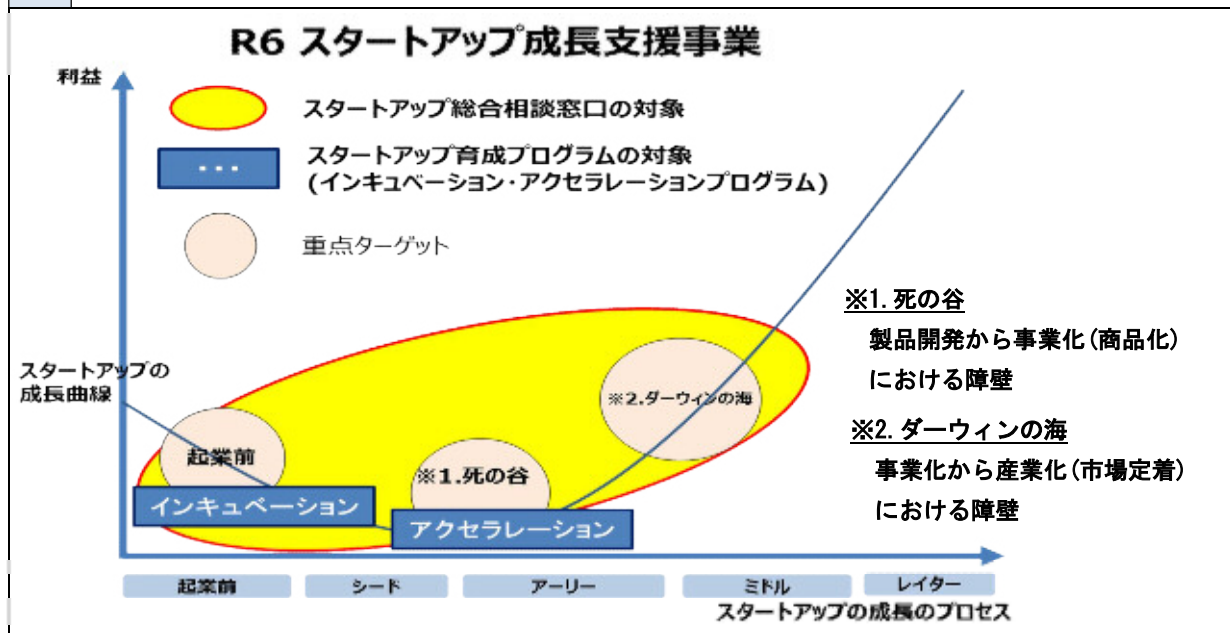 R6 スタートアップ成長支援事業
利益
スタートアップ総合相談窓口の対象
・・・
スタートアップ育成プログラムの対象
(インキュベーション・アクセラレーションプログラム)
重点ターゲット
※1.死の谷
製品開発から事業化(商品化)
における障壁
※2.ダーウィンの海
事業化から産業化(市場定着)
における障壁
スタートアップの
成長曲線
起業前
※1.死の谷
※2.ダーウィンの海
インキュベーション
アクセラレーション
起業前
シード
アーリー
ミドル
レイター
スタートアップの成長のプロセス